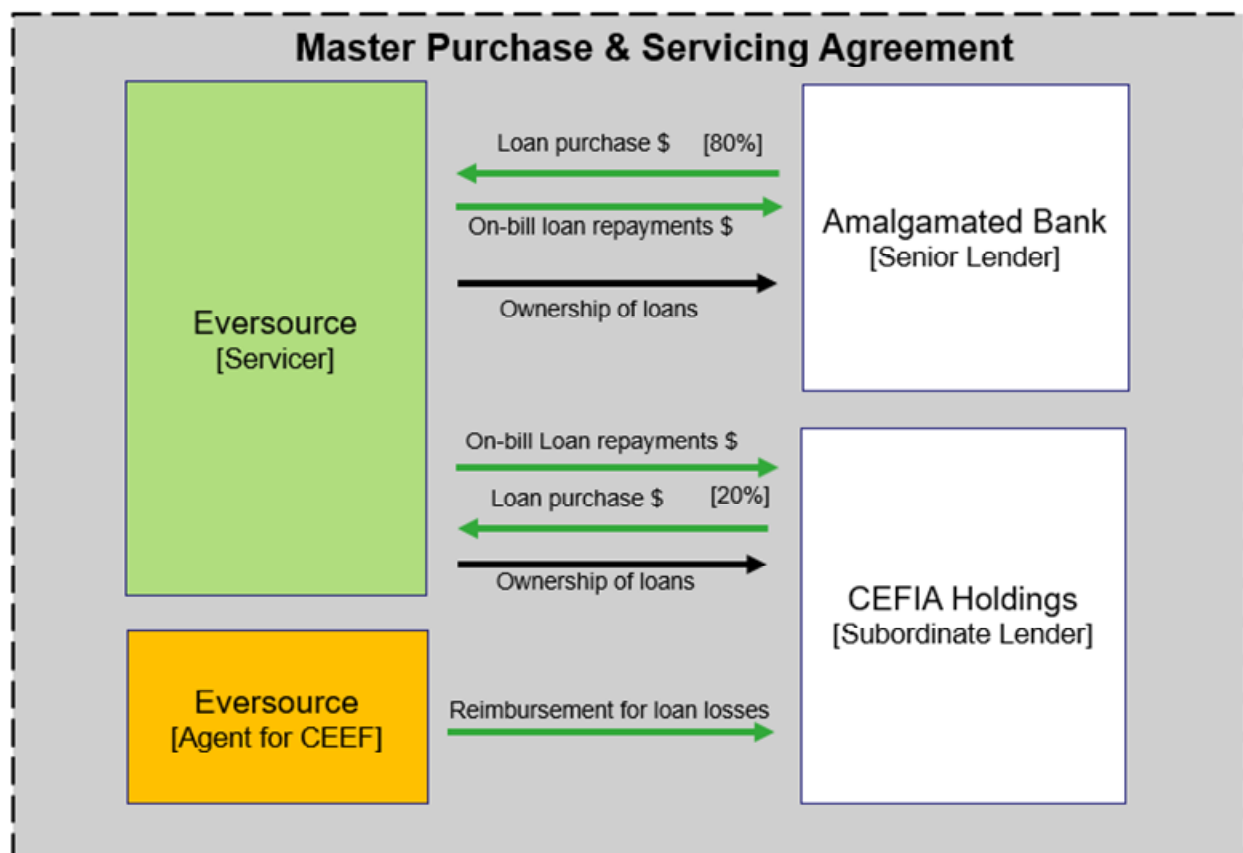 Master Purchase & Servicing Agreement
Eversource
[Servicer]
Loan purchase $ [80%]
On-bill loan repayments $
Ownership of loans
Amalgamated Bank
[Senior Lender]
On-bill Loan repayments $
Loan purchase $ [20%]
Ownership of loans
CEFIA Holdings
[Subordinate Lender]
Eversource
[Agent for CEEF]
Reimbursement for loan losses